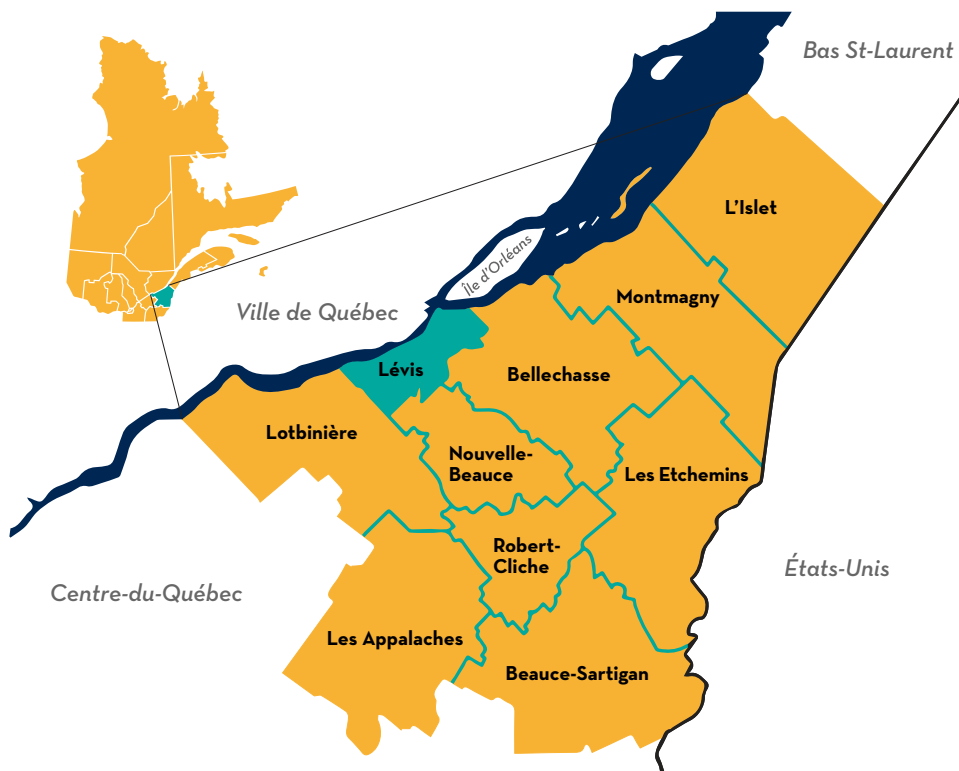 Bas St-Laurent
L'Islet
Île d'Orléans
Montmagny
Ville de Québec
Lévis
Bellechasse
Lotbinière
Nouvelle-
Beauce
Les Etchemins
Robert-
Cliche
États-Unis
Centre-du-Québec
Les Appalaches
Beauce-Sartigan